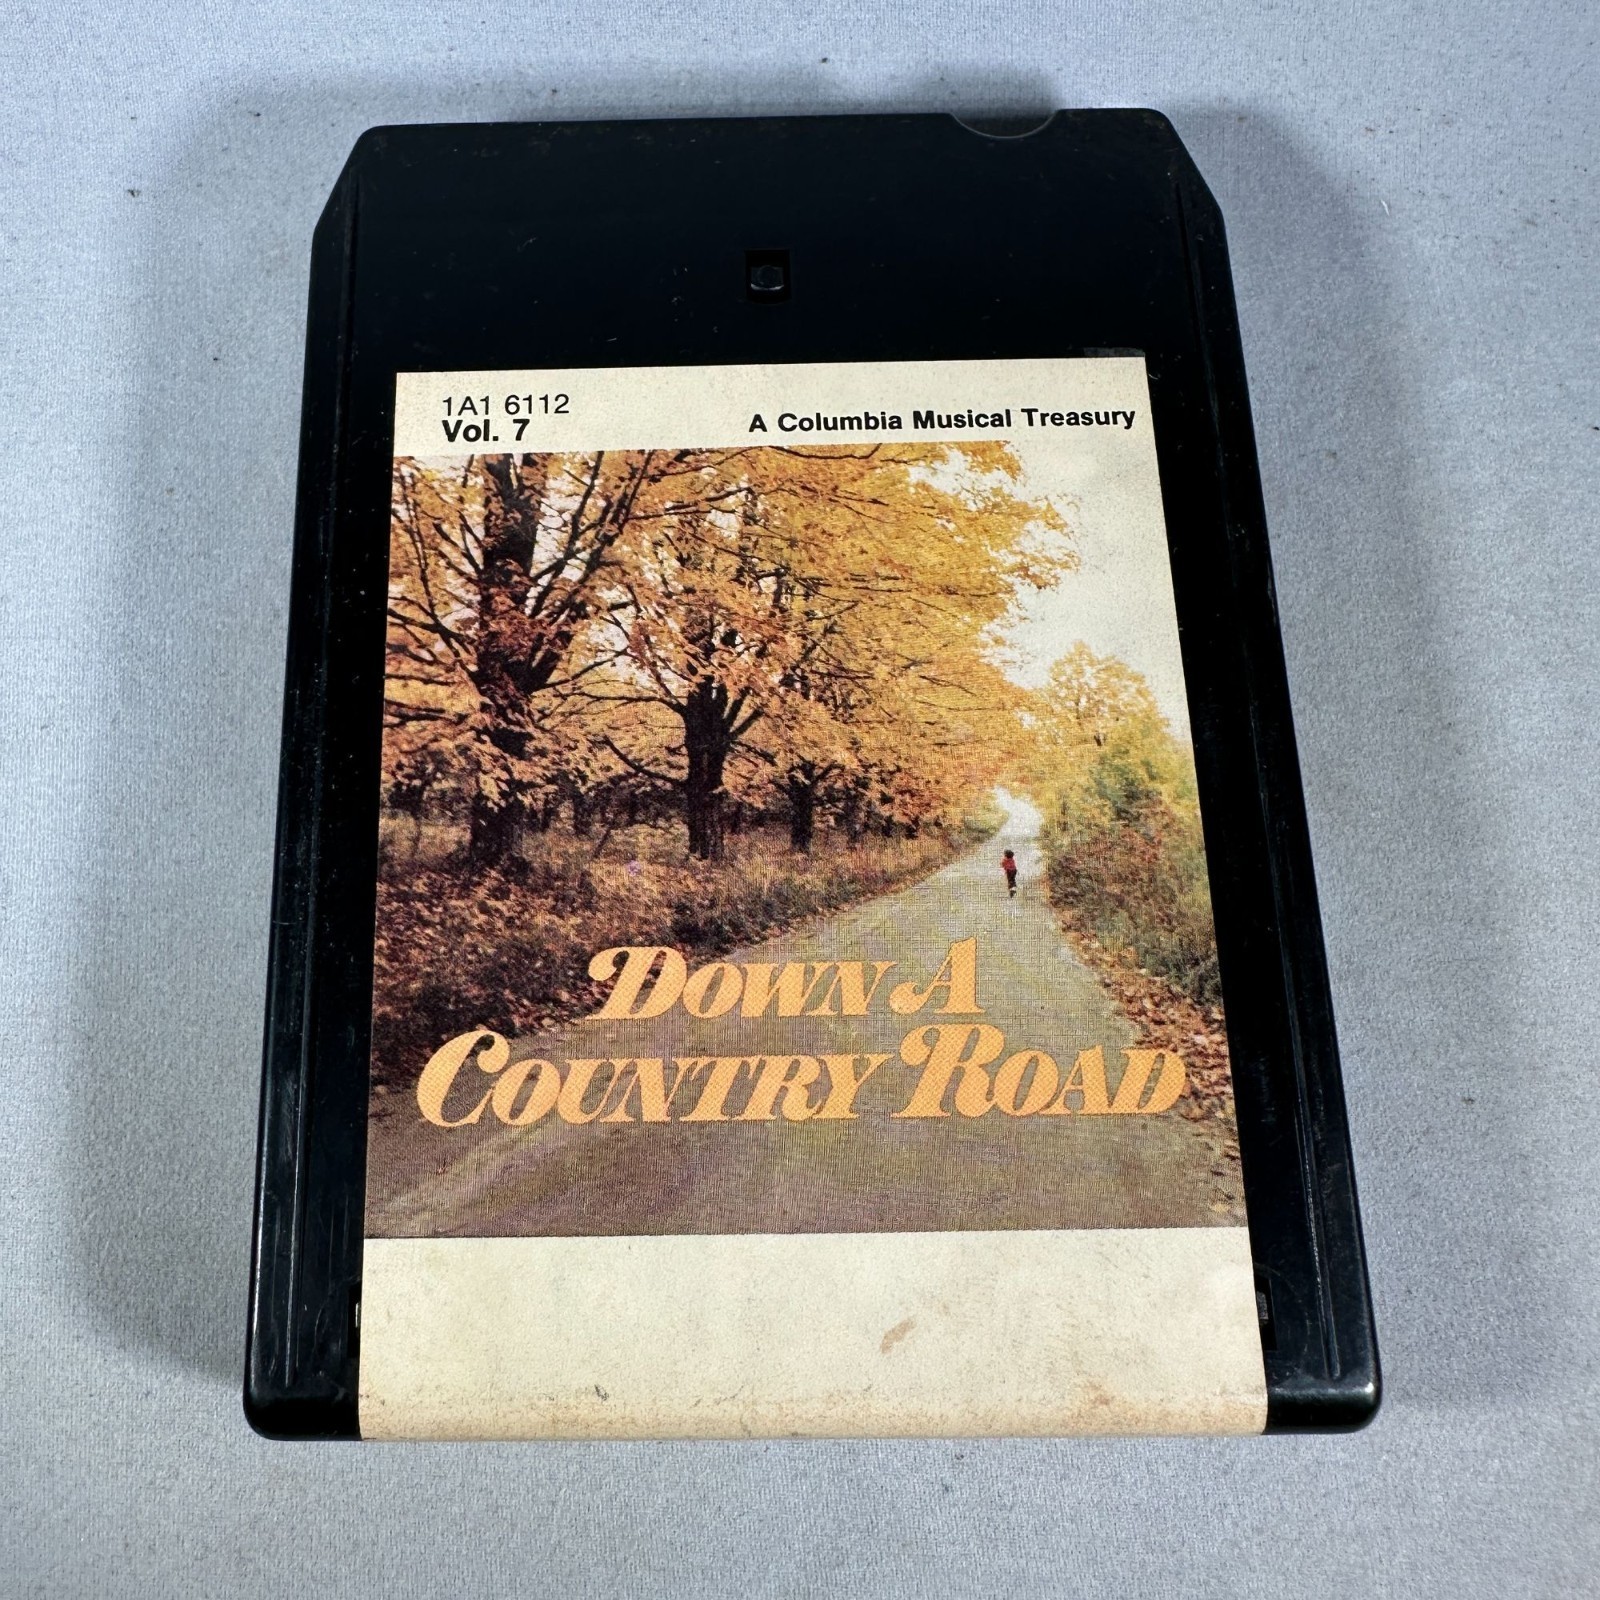 1A1 6112
Vol. 7
A Columbia Musical Treasury
DOWN A
COUNTRY ROAD